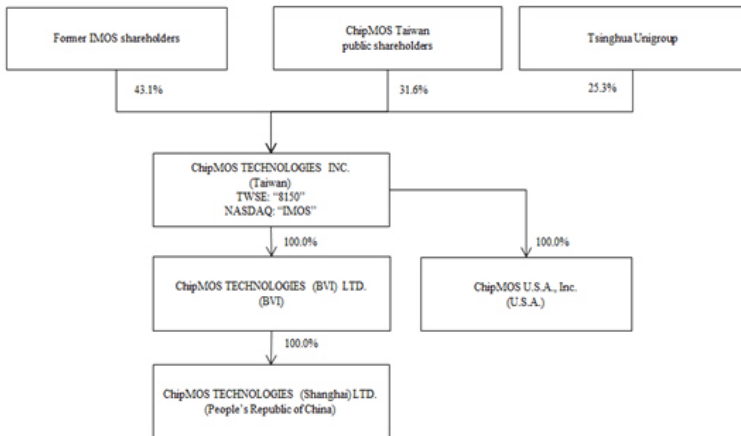 Former IMOS shareholders
ChipMOS Taiwan
public shareholders
Tsinghua Unigroup
43.1%
31.6%
25.3%
ChipMOS TECHNOLOGIES INC.
(Taiwan)
TWSE: “8150”
NASDAQ: “IMOS”
100.0%
100.0%
ChipMOS TECHNOLOGIES (BVI) LTD.
(BVI)
ChipMOS U.S.A., Inc.
(U.S.A.)
100.0%
ChipMOS TECHNOLOGIES (Shanghai) LTD.
(People’s Republic of China)